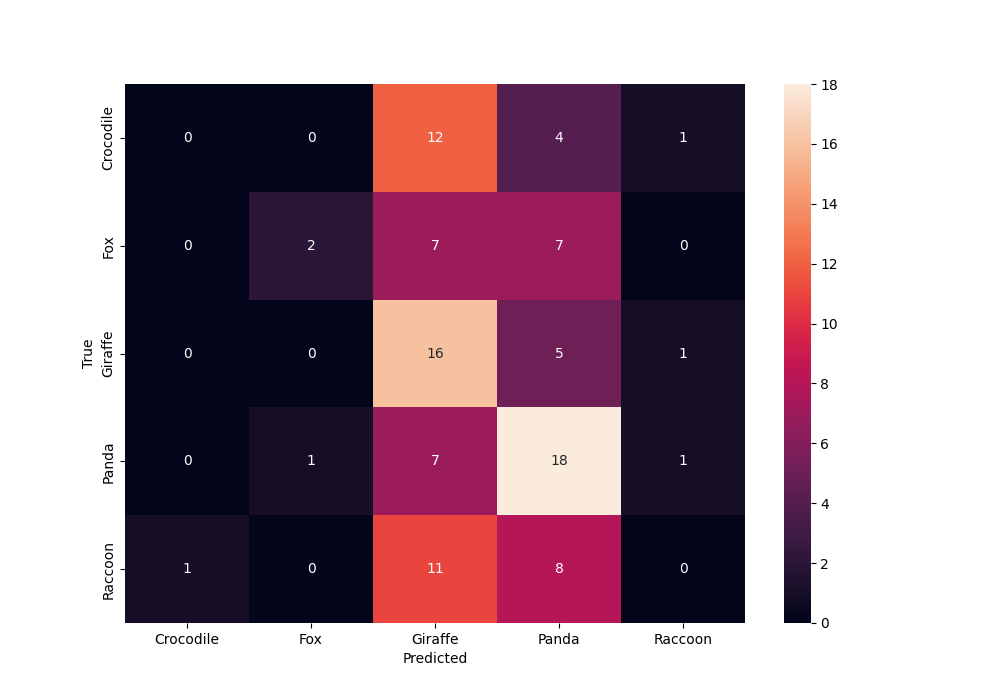 Crocodile 0 0 12 4 1
Fox 0 2 7 7 0
Giraffe 0 0 16 5 1
Panda 0 1 7 18 1
Raccoon 1 0 11 8 0
True
Crocodile Fox Giraffe Panda Raccoon
Predicted
18
16
14
12
10
8
6
4
2
0